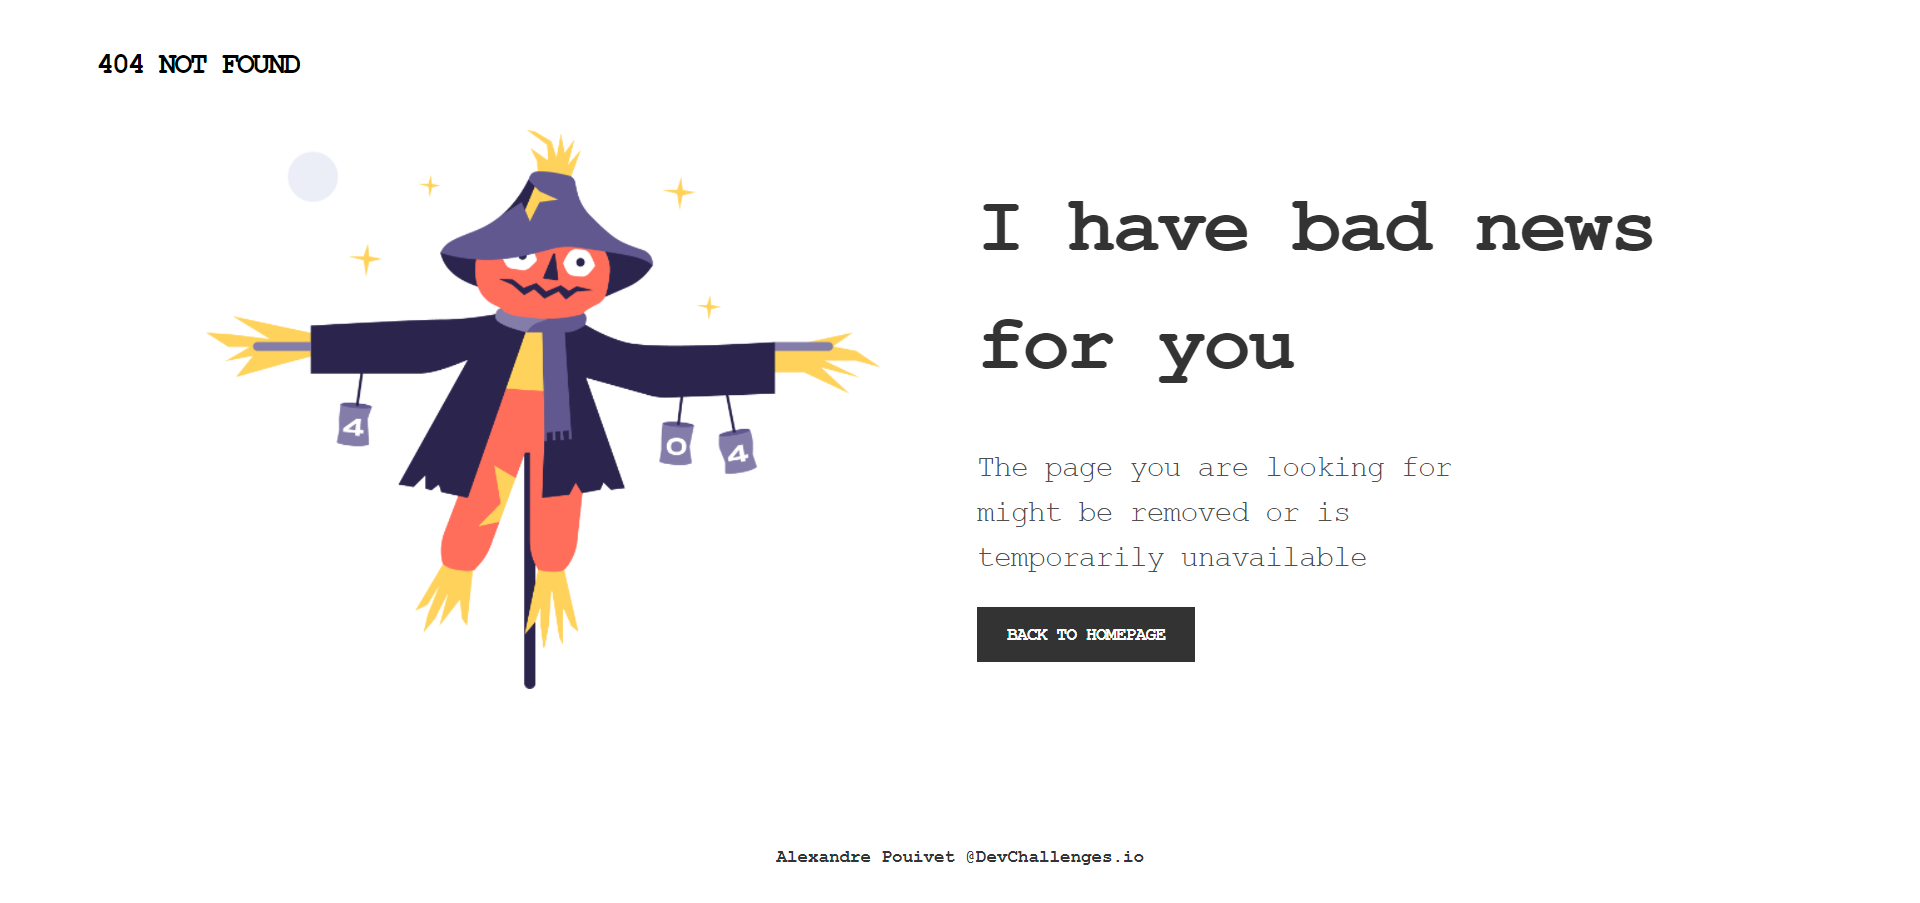 404 NOT FOUND
4
0
4
I have bad news
for you
The page you are looking for
might be removed or is
temporarily unavailable
BACK TO HOMEPAGE
Alexandre Pouivet @DevChallenges.io